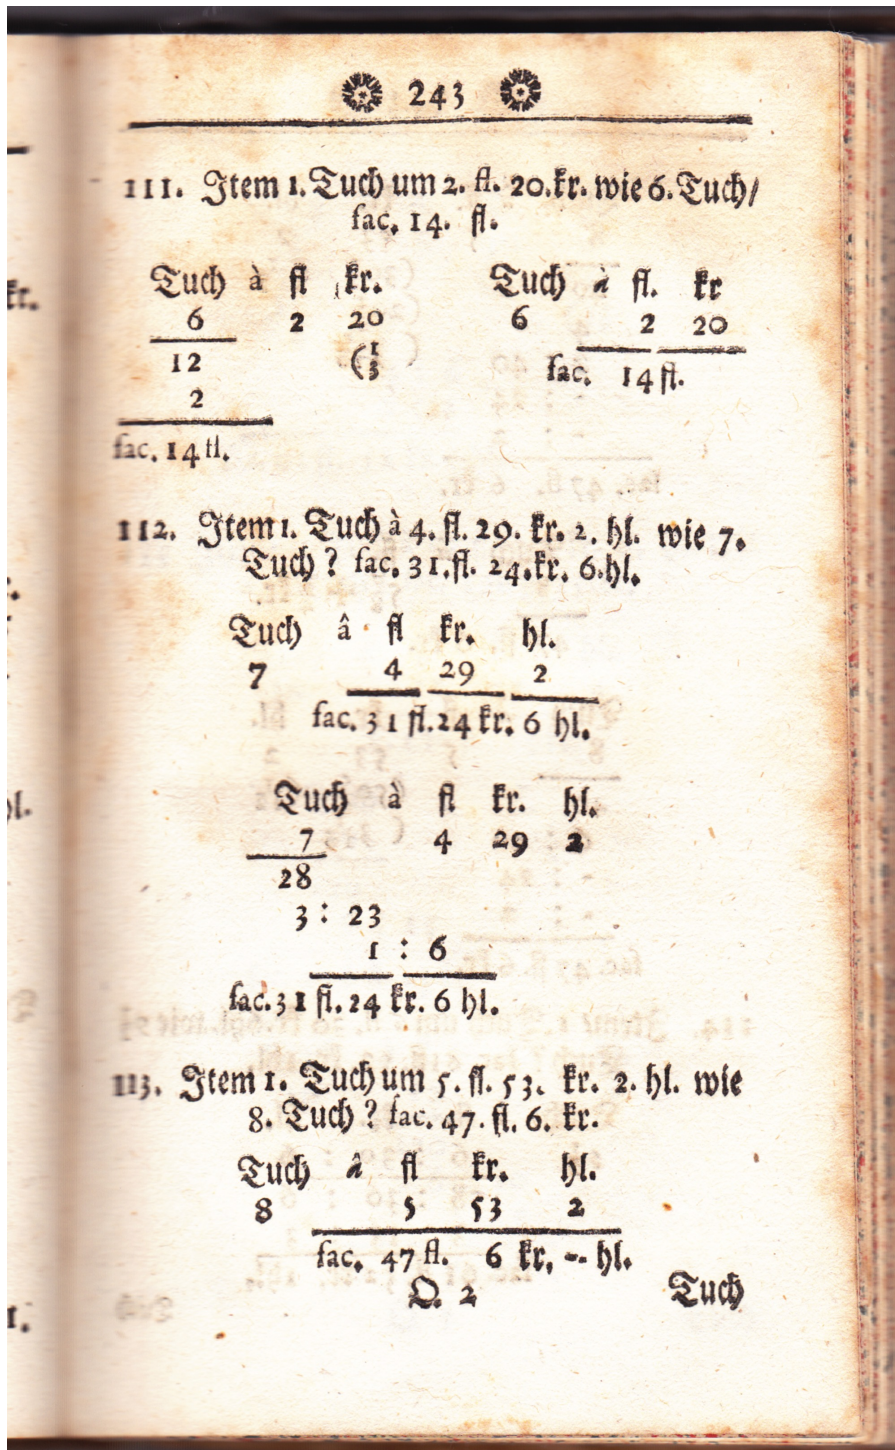 243
111. Item 1. Tuch um 2. fl. 20. kr. wie 6. Tuch/
fac. 14. fl.
Tuch à fl kr.
6 2 20
12 (1/3
2
fac. 14 fl.
Tuch à fl. kr
6 2 20
fac. 14 fl.
112. Item 1. Tuch à 4. fl. 29. kr. 2. hl. wie 7.
Tuch ? fac. 31. fl. 24. kr. 6. hl.
Tuch â fl kr. hl.
7 4 29 2
fac. 31 fl. 24 kr. 6 hl.
Tuch à fl kr. hl.
7 4 29 2
28
3 : 23
1 : 6
fac. 31 fl. 24 kr. 6 hl.
113. Item 1. Tuch um 5. fl. 53. kr. 2. hl. wie
8. Tuch ? fac. 47. fl. 6. kr.
Tuch â fl kr. hl.
8 5 53 2
fac. 47 fl. 6 kr. -- hl.
Q. 2 Tuch